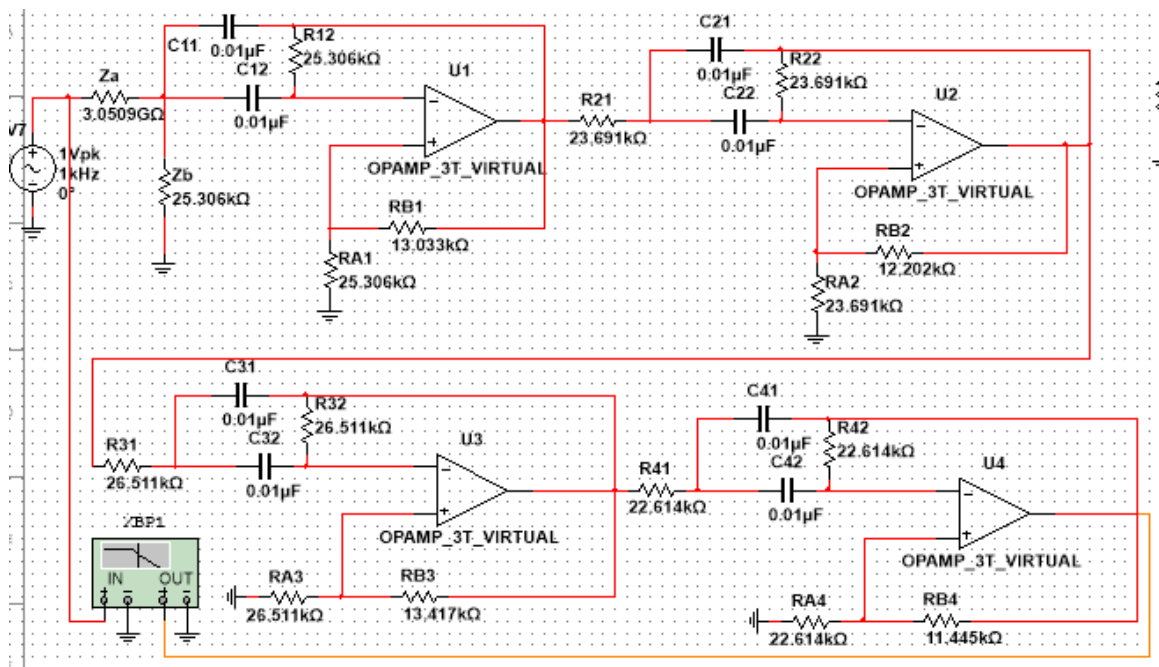 C11
0.01µF
R12
25.306kΩ
C12
0.01µF
U1
Za
3.0509GΩ
V7
1Vpk
1kHz
0°
Zb
25.306kΩ
OPAMP_3T_VIRTUAL
RB1
13.033kΩ
RA1
25.306kΩ
C21
0.01µF
R22
23.691kΩ
C22
0.01µF
U2
R21
23.691kΩ
OPAMP_3T_VIRTUAL
RB2
12.202kΩ
RA2
23.691kΩ
C31
0.01µF
R32
26.511kΩ
C32
0.01µF
U3
R31
26.511kΩ
OPAMP_3T_VIRTUAL
RA3
26.511kΩ
RB3
13.417kΩ
C41
0.01µF
R42
22.614kΩ
C42
0.01µF
U4
R41
22.614kΩ
OPAMP_3T_VIRTUAL
RA4
22.614kΩ
RB4
11.445kΩ
XBP1
IN OUT